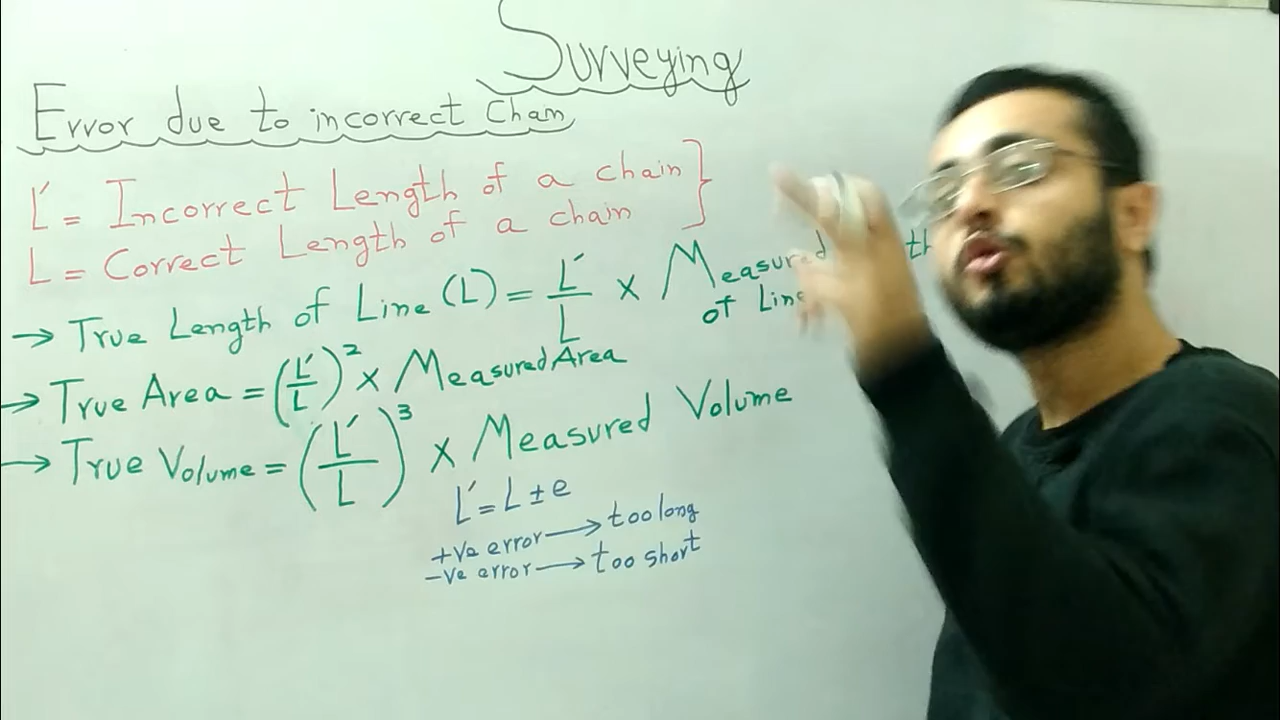 Surveying
Error due to incorrect Chain
L' = Incorrect Length of a chain }
L = Correct Length of a chain
→ True Length of Line (L) = L'/L × Measured
of Line
→ True Area = (L'/L)² × Measured Area
→ True Volume = (L'/L)³ × Measured Volume
L' = L ± e
+ve error → too long
-ve error → too short